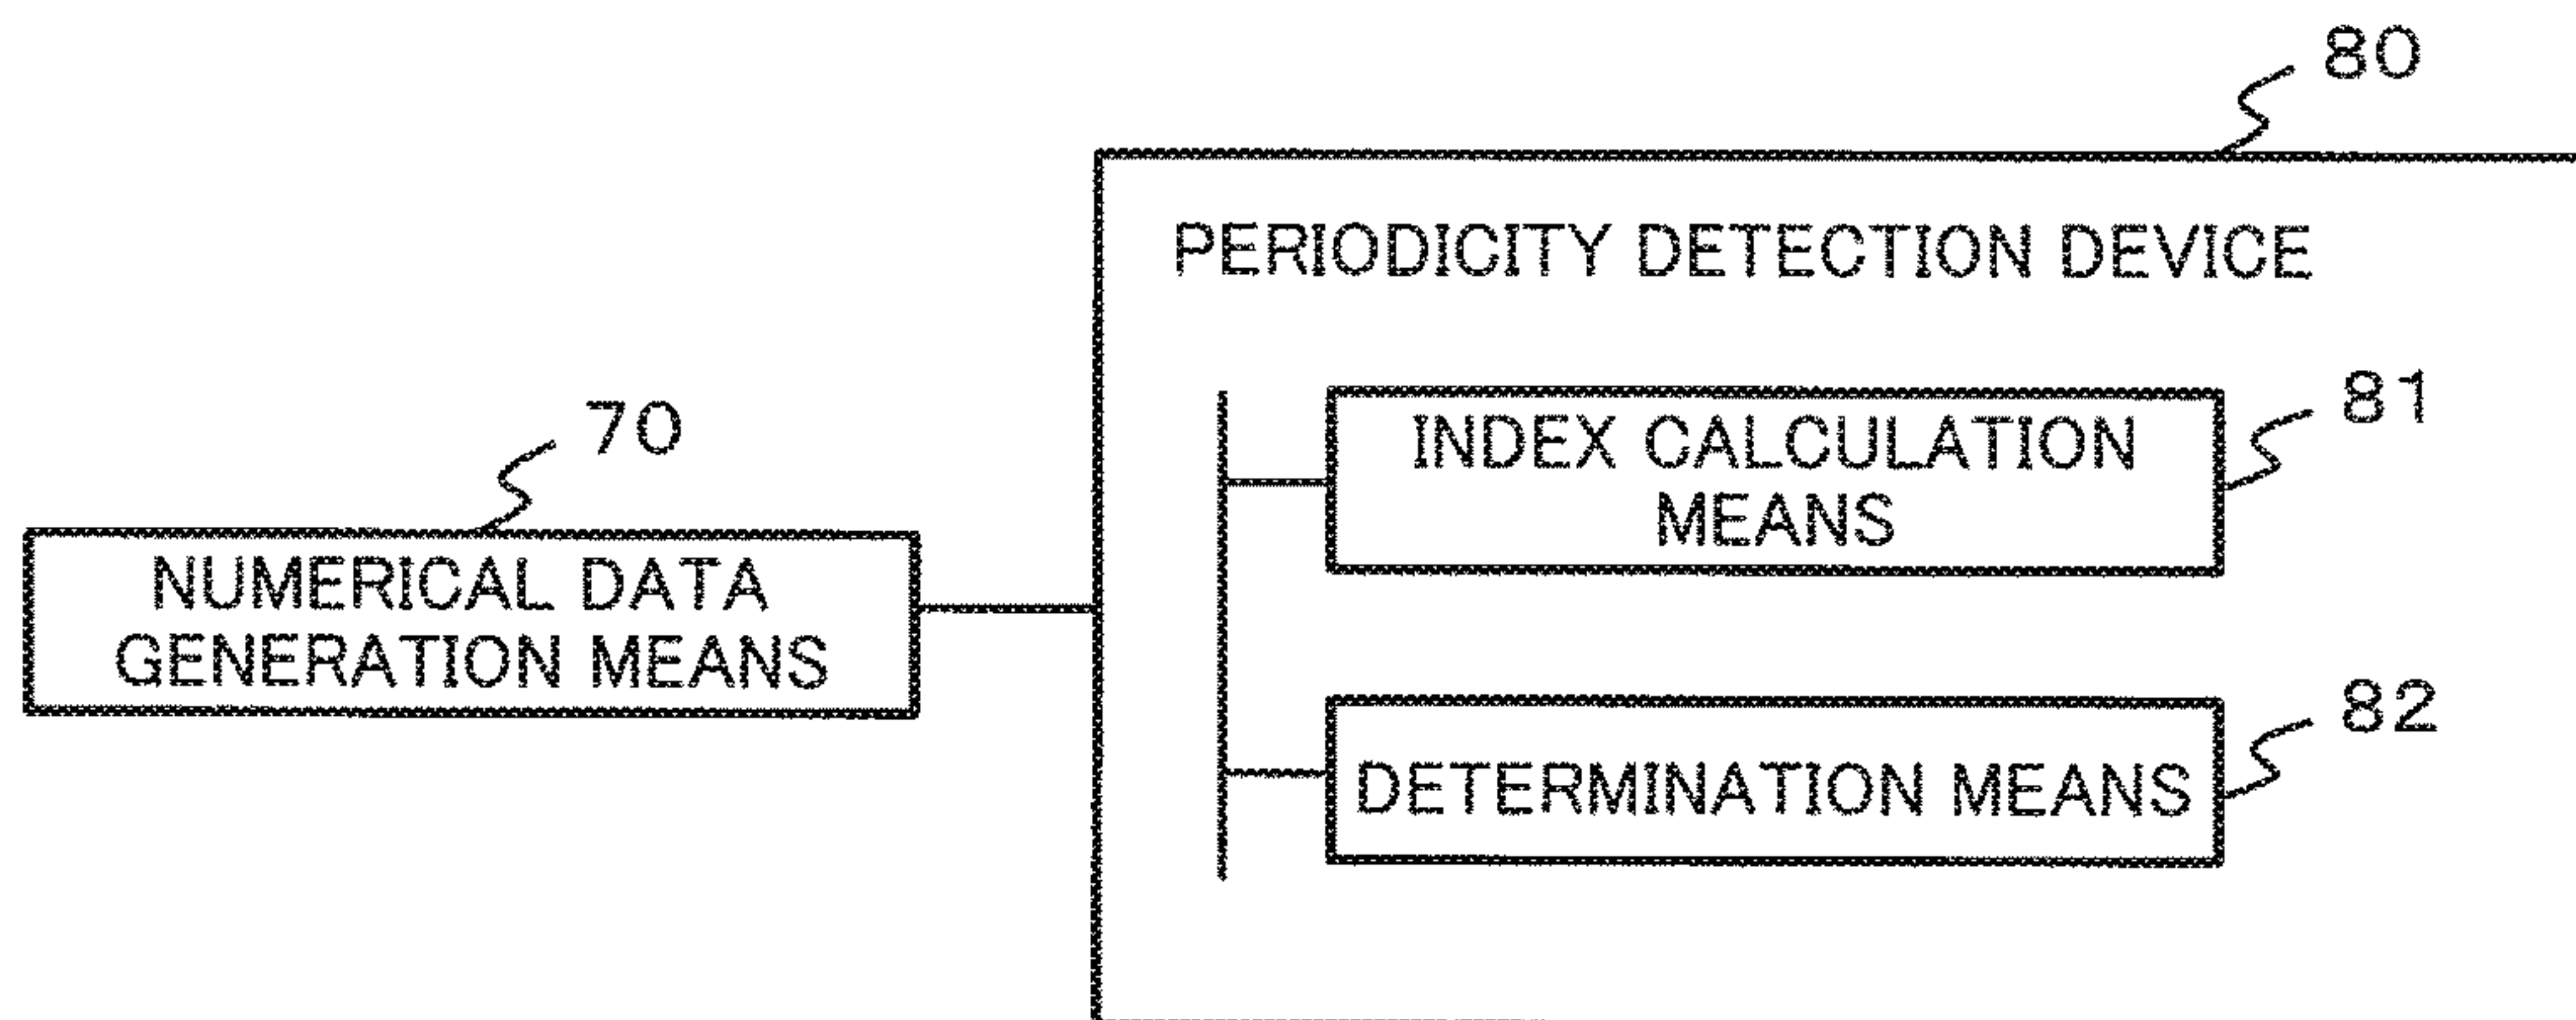 80
PERIODICITY DETECTION DEVICE
81
INDEX CALCULATION
MEANS
70
NUMERICAL DATA
GENERATION MEANS
82
DETERMINATION MEANS